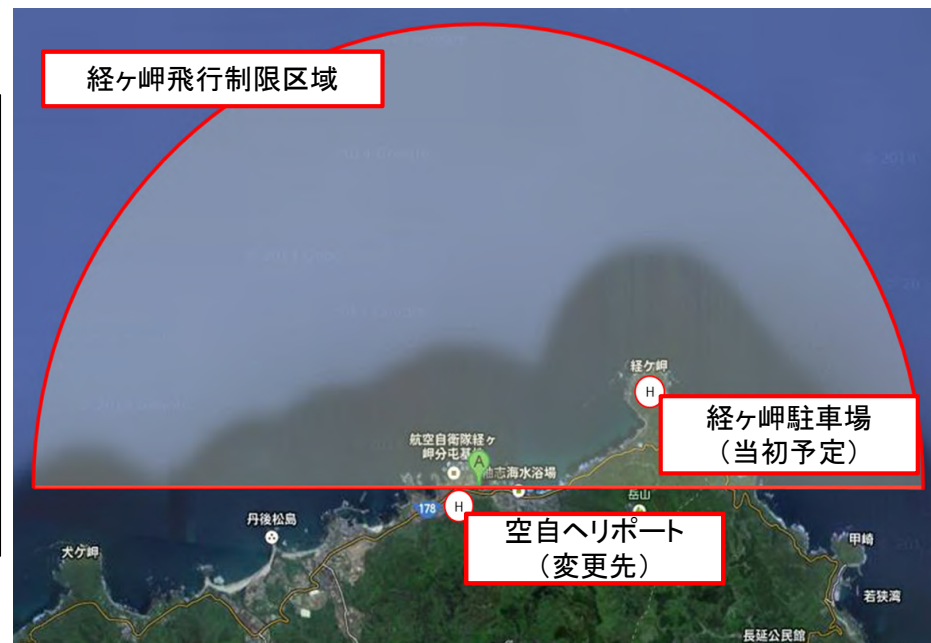 経ヶ岬飛行制限区域
経ケ岬
H
経ヶ岬駐車場
（当初予定）
航空自衛隊経ヶ
岬分屯基
A
海水浴場
岳山
178
H
空自ヘリポート
（変更先）
丹後松島
犬ケ岬
甲崎
若狭湾
長延公民館